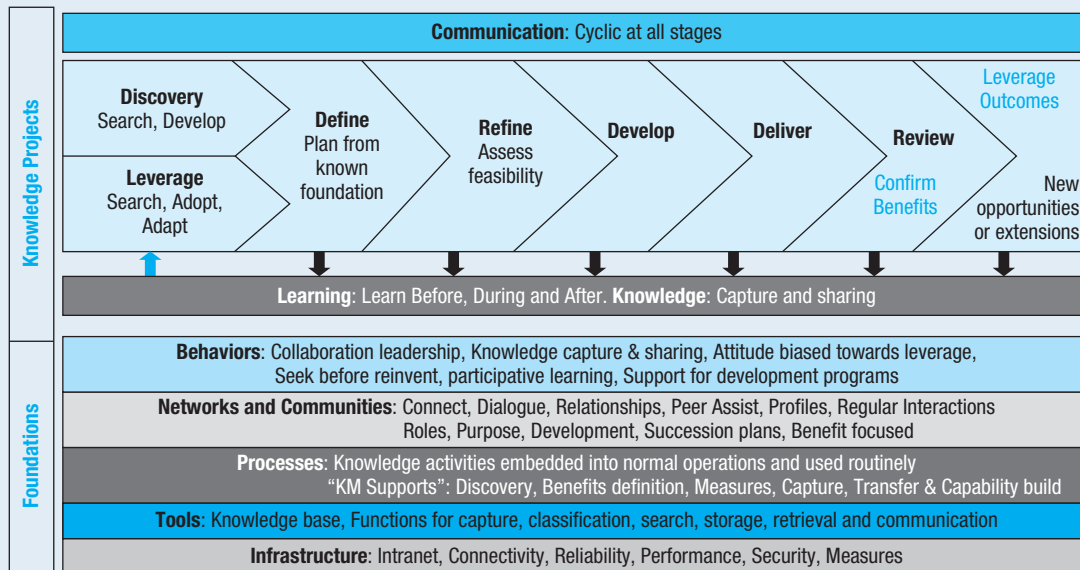 Knowledge Projects
Communication: Cyclic at all stages
Discovery
Search, Develop
Leverage
Search, Adopt,
Adapt
Define
Plan from
known
foundation
Refine
Assess
feasibility
Develop
Deliver
Review
Confirm
Benefits
Leverage
Outcomes
New
opportunities
or extensions
Learning: Learn Before, During and After. Knowledge: Capture and sharing
Foundations
Behaviors: Collaboration leadership, Knowledge capture & sharing, Attitude biased towards leverage,
Seek before reinvent, participative learning, Support for development programs
Networks and Communities: Connect, Dialogue, Relationships, Peer Assist, Profiles, Regular Interactions
Roles, Purpose, Development, Succession plans, Benefit focused
Processes: Knowledge activities embedded into normal operations and used routinely
“KM Supports”: Discovery, Benefits definition, Measures, Capture, Transfer & Capability build
Tools: Knowledge base, Functions for capture, classification, search, storage, retrieval and communication
Infrastructure: Intranet, Connectivity, Reliability, Performance, Security, Measures